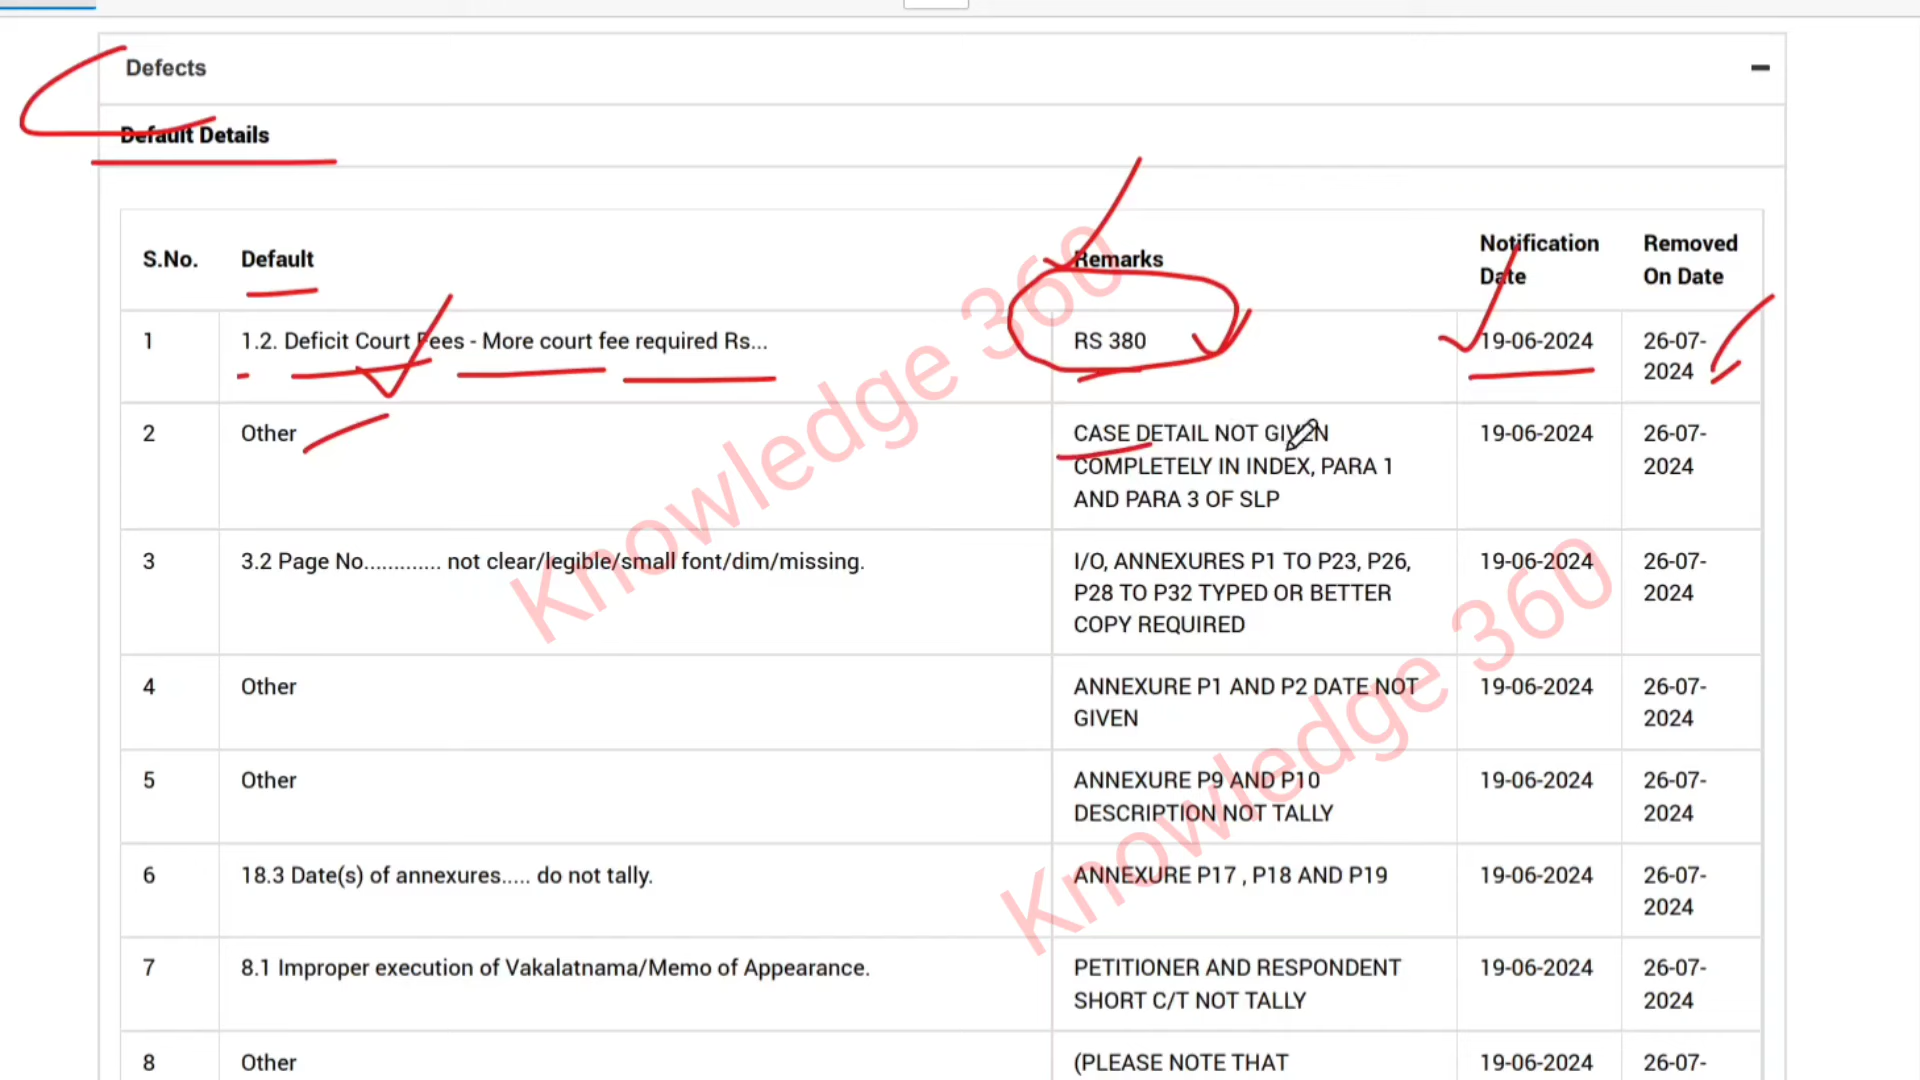 Defects
Default Details
S.No.
Default
Remarks
Notification
Date
Removed
On Date
1
1.2. Deficit Court Fees - More court fee required Rs...
RS 380
19-06-2024
26-07-
2024
2
Other
CASE DETAIL NOT GIVEN
COMPLETELY IN INDEX, PARA 1
AND PARA 3 OF SLP
19-06-2024
26-07-
2024
3
3.2 Page No............. not clear/legible/small font/dim/missing.
I/O, ANNEXURES P1 TO P23, P26,
P28 TO P32 TYPED OR BETTER
COPY REQUIRED
19-06-2024
26-07-
2024
4
Other
ANNEXURE P1 AND P2 DATE NOT
GIVEN
19-06-2024
26-07-
2024
5
Other
ANNEXURE P9 AND P10
DESCRIPTION NOT TALLY
19-06-2024
26-07-
2024
6
18.3 Date(s) of annexures..... do not tally.
ANNEXURE P17 , P18 AND P19
19-06-2024
26-07-
2024
7
8.1 Improper execution of Vakalatnama/Memo of Appearance.
PETITIONER AND RESPONDENT
SHORT C/T NOT TALLY
19-06-2024
26-07-
2024
8
Other
(PLEASE NOTE THAT
19-06-2024
26-07-
Knowledge 360
Knowledge 360